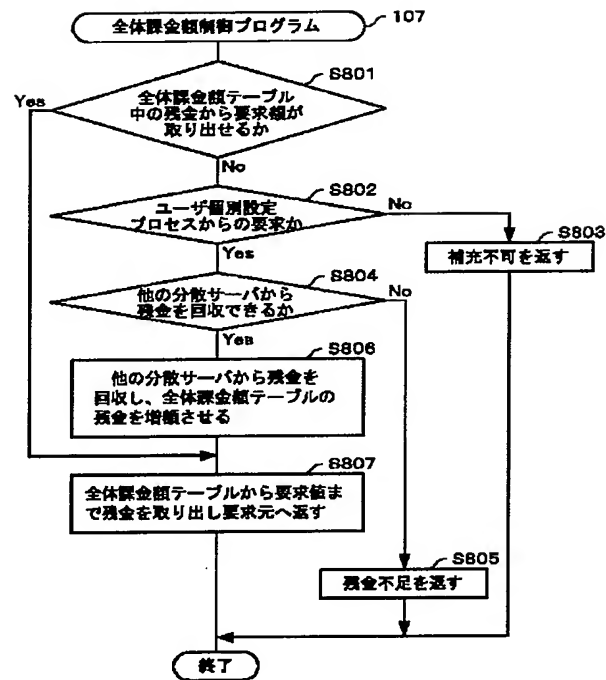 全体課金額制御プログラム
107
S801
Yes
全体課金額テーブル
中の残金から要求額が
取り出せるか
No
S802
ユーザ個別設定
プロセスからの要求か
No
S803
補充不可を返す
Yes
S804
他の分散サーバから
残金を回収できるか
No
Yes
S806
他の分散サーバから残金を
回収し、全体課金額テーブルの
残金を増額させる
S807
全体課金額テーブルから要求値ま
で残金を取り出し要求元へ返す
S805
残金不足を返す
終了